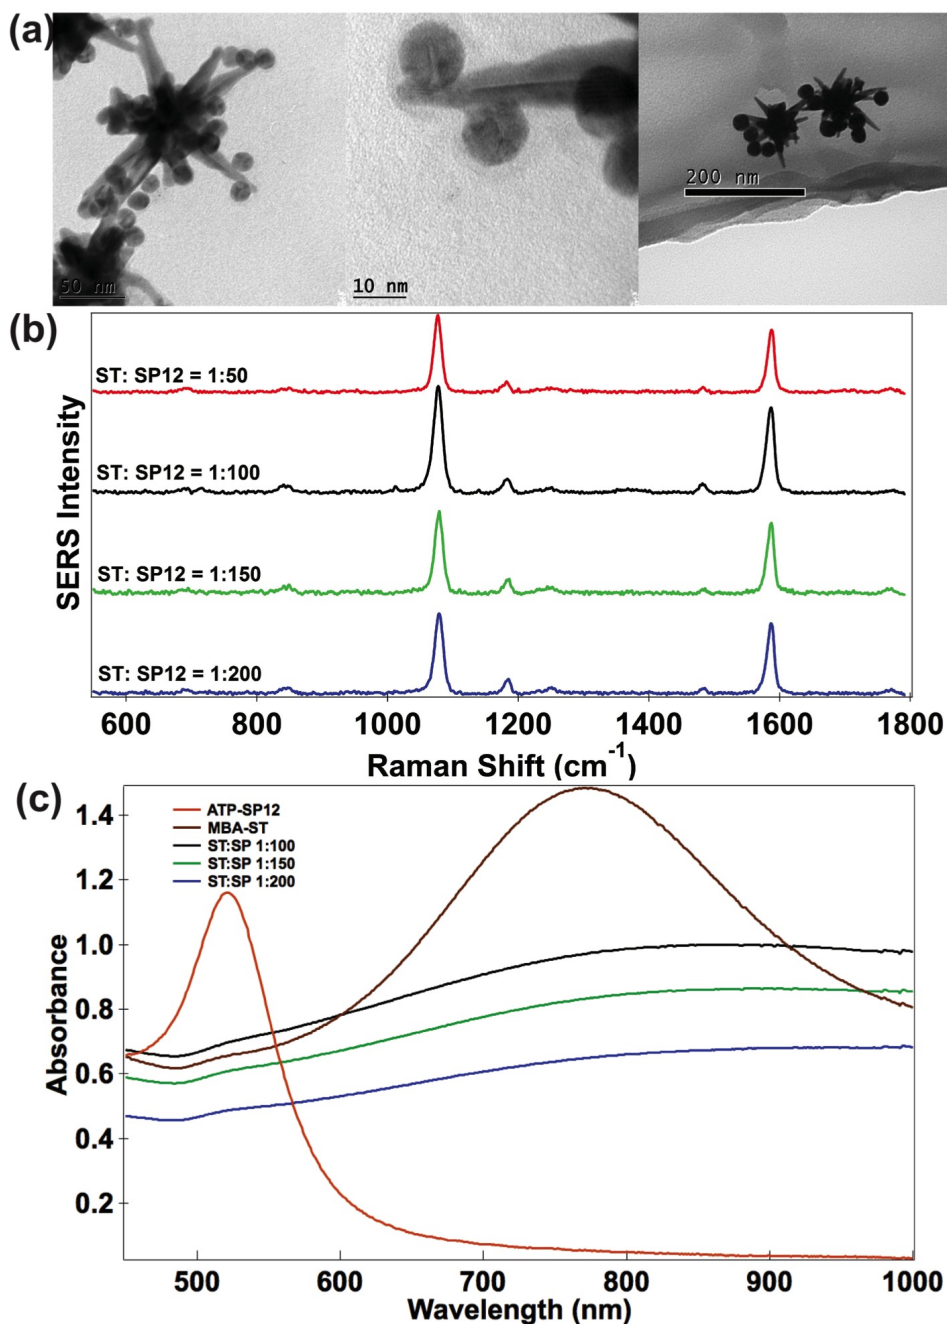 (a)
50 nm
10 nm
200 nm
(b)
ST: SP12 = 1:50
ST: SP12 = 1:100
ST: SP12 = 1:150
ST: SP12 = 1:200
SERS Intensity
600 800 1000 1200 1400 1600 1800
Raman Shift (cm⁻¹)
(c)
ATP-SP12
MBA-ST
ST:SP 1:100
ST:SP 1:150
ST:SP 1:200
Absorbance
1.4
1.2
1.0
0.8
0.6
0.4
0.2
500 600 700 800 900 1000
Wavelength (nm)